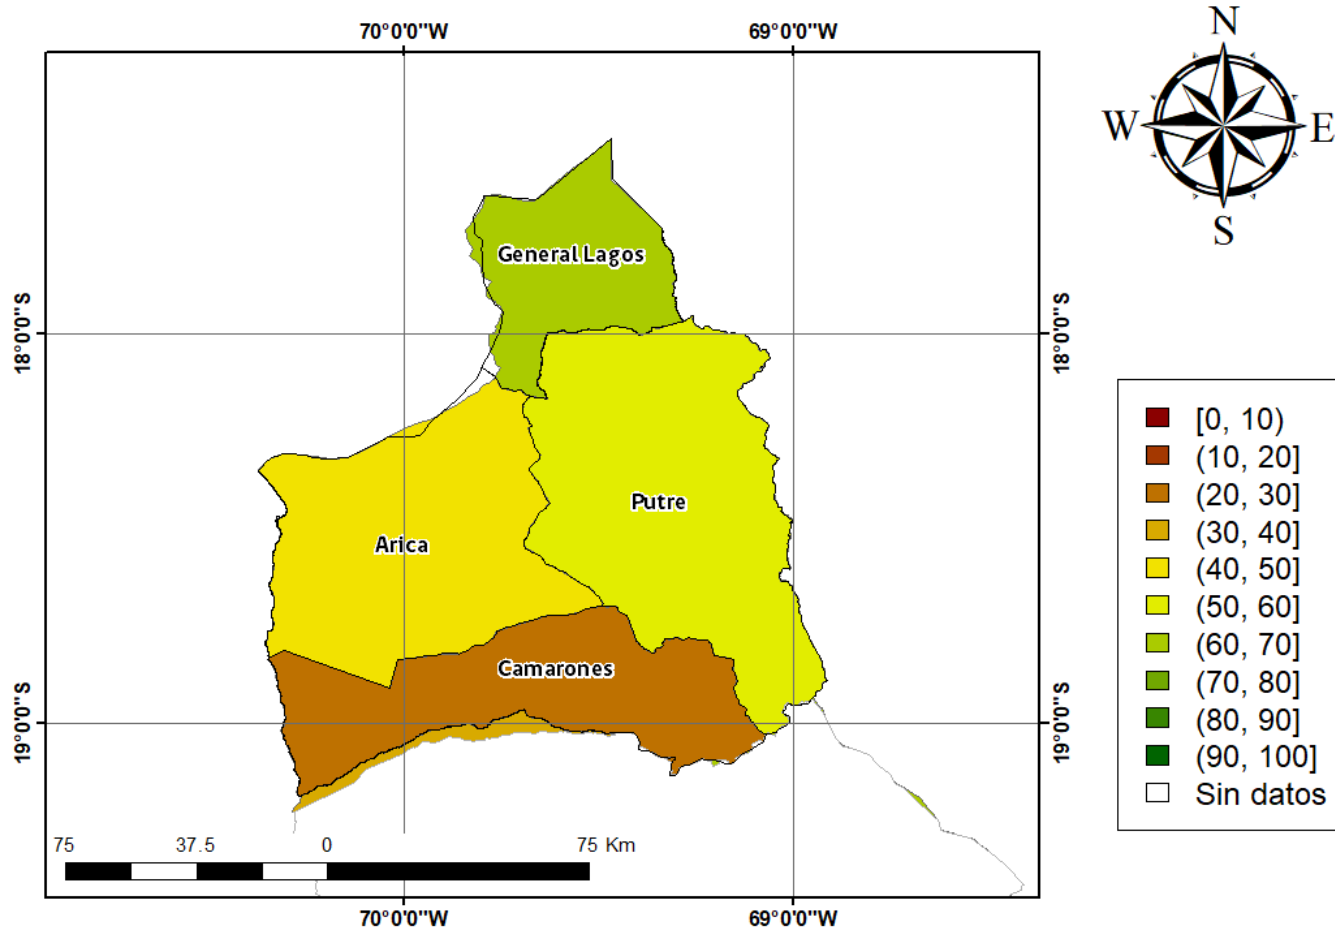 70°0'0"W
69°0'0"W
N
W
E
S
General Lagos
18°0'0"S
18°0'0"S
Putre
Arica
Camarones
19°0'0"S
19°0'0"S
75
37.5
0
75 Km
70°0'0"W
69°0'0"W
[0, 10)
(10, 20]
(20, 30]
(30, 40]
(40, 50]
(50, 60]
(60, 70]
(70, 80]
(80, 90]
(90, 100]
Sin datos